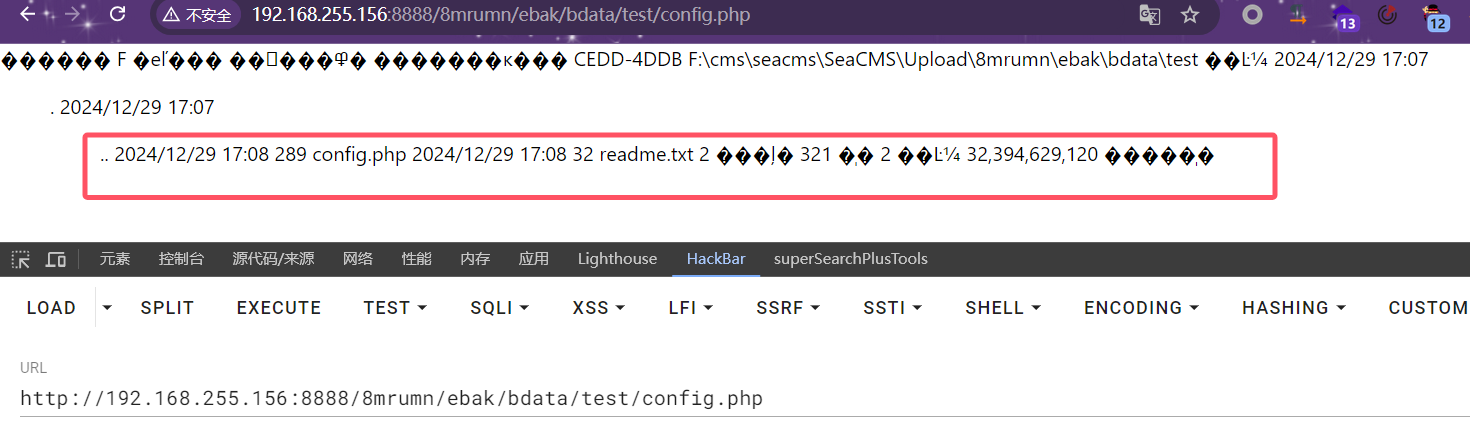 不安全 192.168.255.156:8888/8mrumn/ebak/bdata/test/config.php 13 12
F CEDD-4DDB F:\cms\seacms\SeaCMS\Upload\8mrumn\ebak\bdata\test 2024/12/29 17:07
. 2024/12/29 17:07
.. 2024/12/29 17:08 289 config.php 2024/12/29 17:08 32 readme.txt 2 321 2 32,394,629,120
元素 控制台 源代码/来源 网络 性能 内存 应用 Lighthouse HackBar superSearchPlusTools
LOAD SPLIT EXECUTE TEST SQLI XSS LFI SSRF SSTI SHELL ENCODING HASHING CUSTOM
URL
http://192.168.255.156:8888/8mrumn/ebak/bdata/test/config.php